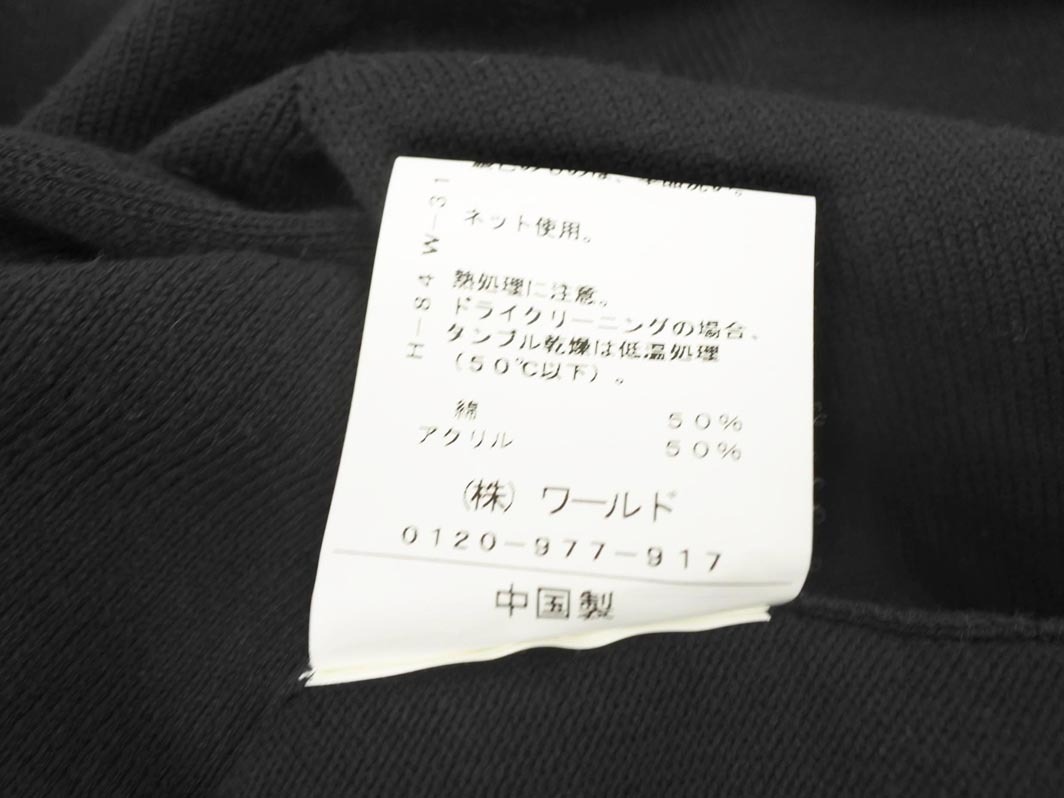 ネット使用。
熱処理に注意。
ドライクリーニングの場合、
タンブル乾燥は低温処理
(50℃以下)。
綿 50%
アクリル 50%
(株) ワールド
0120-977-917
中国製
H-84 W-31